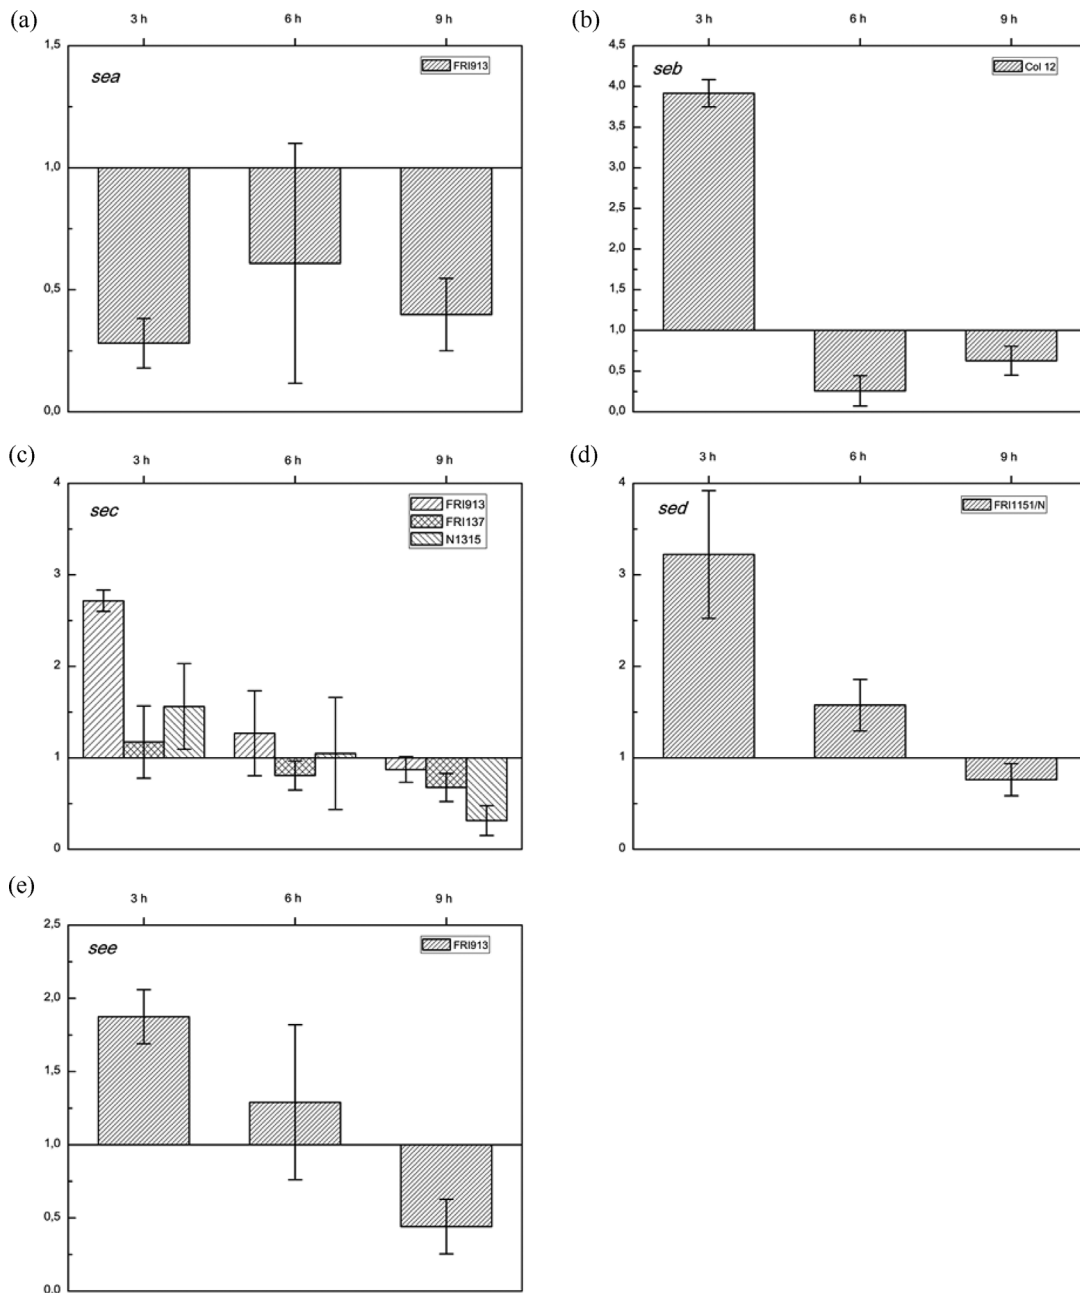 (a)
3 h 6 h 9 h
1,5
sea
FRI913
1,0
0,5
0,0
(b)
3 h 6 h 9 h
4,5
seb
Col 12
4,0
3,5
3,0
2,5
2,0
1,5
1,0
0,5
0,0
(c)
3 h 6 h 9 h
4
sec
FRI913
FRI137
N1315
3
2
1
0
(d)
3 h 6 h 9 h
4
sed
FRI1151/N
3
2
1
0
(e)
3 h 6 h 9 h
2,5
see
FRI913
2,0
1,5
1,0
0,5
0,0